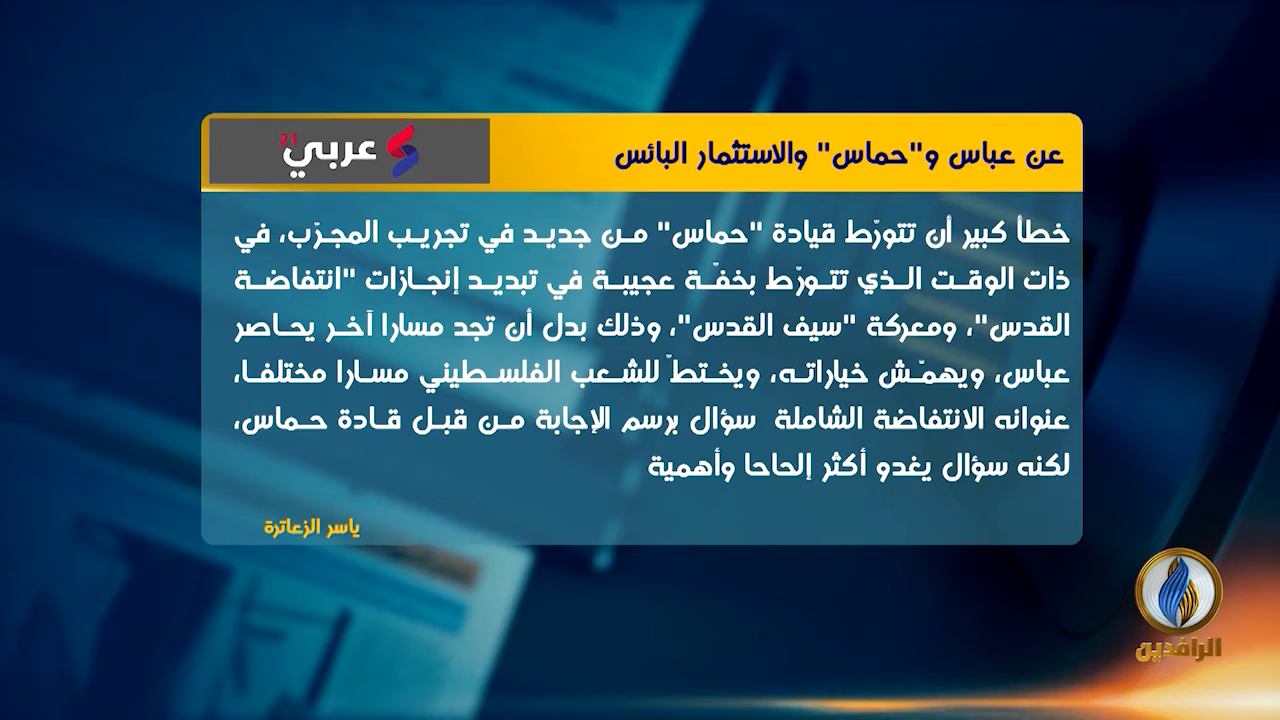 عن عباس و"حماس" والاستثمار البائس
عربي 21
خطأ كبير أن تتورّط قيادة "حماس" من جديد في تجريب المجرّب، في
ذات الوقت الذي تتورّط بخفّة عجيبة في تبديد إنجازات "انتفاضة
القدس"، ومعركة "سيف القدس"، وذلك بدل أن تجد مسارا آخر يحاصر
عباس، ويهمّش خياراته، ويختطّ للشعب الفلسطيني مسارا مختلفا،
عنوانه الانتفاضة الشاملة سؤال برسم الإجابة من قبل قادة حماس،
لكنه سؤال يغدو أكثر إلحاحا وأهمية
ياسر الزعاترة
الرافدين